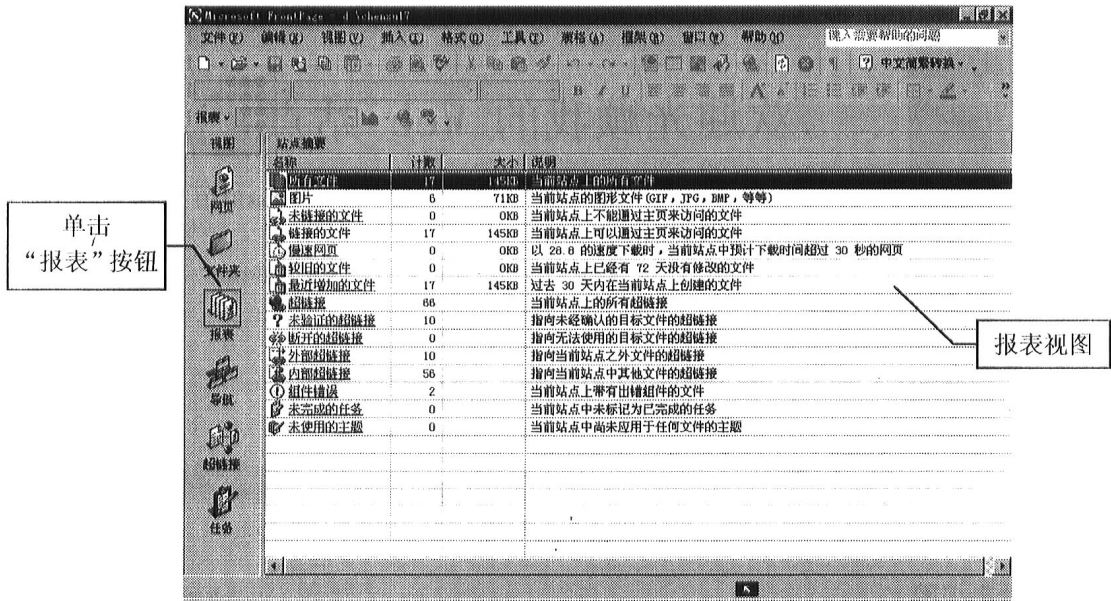 Microsoft FrontPage - d:\chensu17
文件(F) 编辑(E) 视图(V) 插入(I) 格式(O) 工具(T) 表格(A) 框架(R) 窗口(W) 帮助(H) 键入需要帮助的问题
中文简繁转换
B I U A A
报表
视图 站点摘要
名称 计数 大小 说明
所有文件 17 145KB 当前站点上的所有文件
图片 6 71KB 当前站点的图形文件(GIF，JPG，BMP，等等)
未链接的文件 0 0KB 当前站点上不能通过主页来访问的文件
链接的文件 17 145KB 当前站点上可以通过主页来访问的文件
慢速网页 0 0KB 以 28.8 的速度下载时，当前站点中预计下载时间超过 30 秒的网页
较旧的文件 0 0KB 当前站点上已经有 72 天没有修改的文件
最近增加的文件 17 145KB 过去 30 天内在当前站点上创建的文件
超链接 66 当前站点上的所有超链接
未验证的超链接 10 指向未经确认的目标文件的超链接
断开的超链接 0 指向无法使用的目标文件的超链接
外部超链接 10 指向当前站点之外文件的超链接
内部超链接 56 指向当前站点中其他文件的超链接
组件错误 2 当前站点上带有出错组件的文件
未完成的任务 0 当前站点中未标记为已完成的任务
未使用的主题 0 当前站点中尚未应用于任何文件的主题
网页
文件夹
报表
导航
超链接
任务
单击
“报表”按钮
报表视图